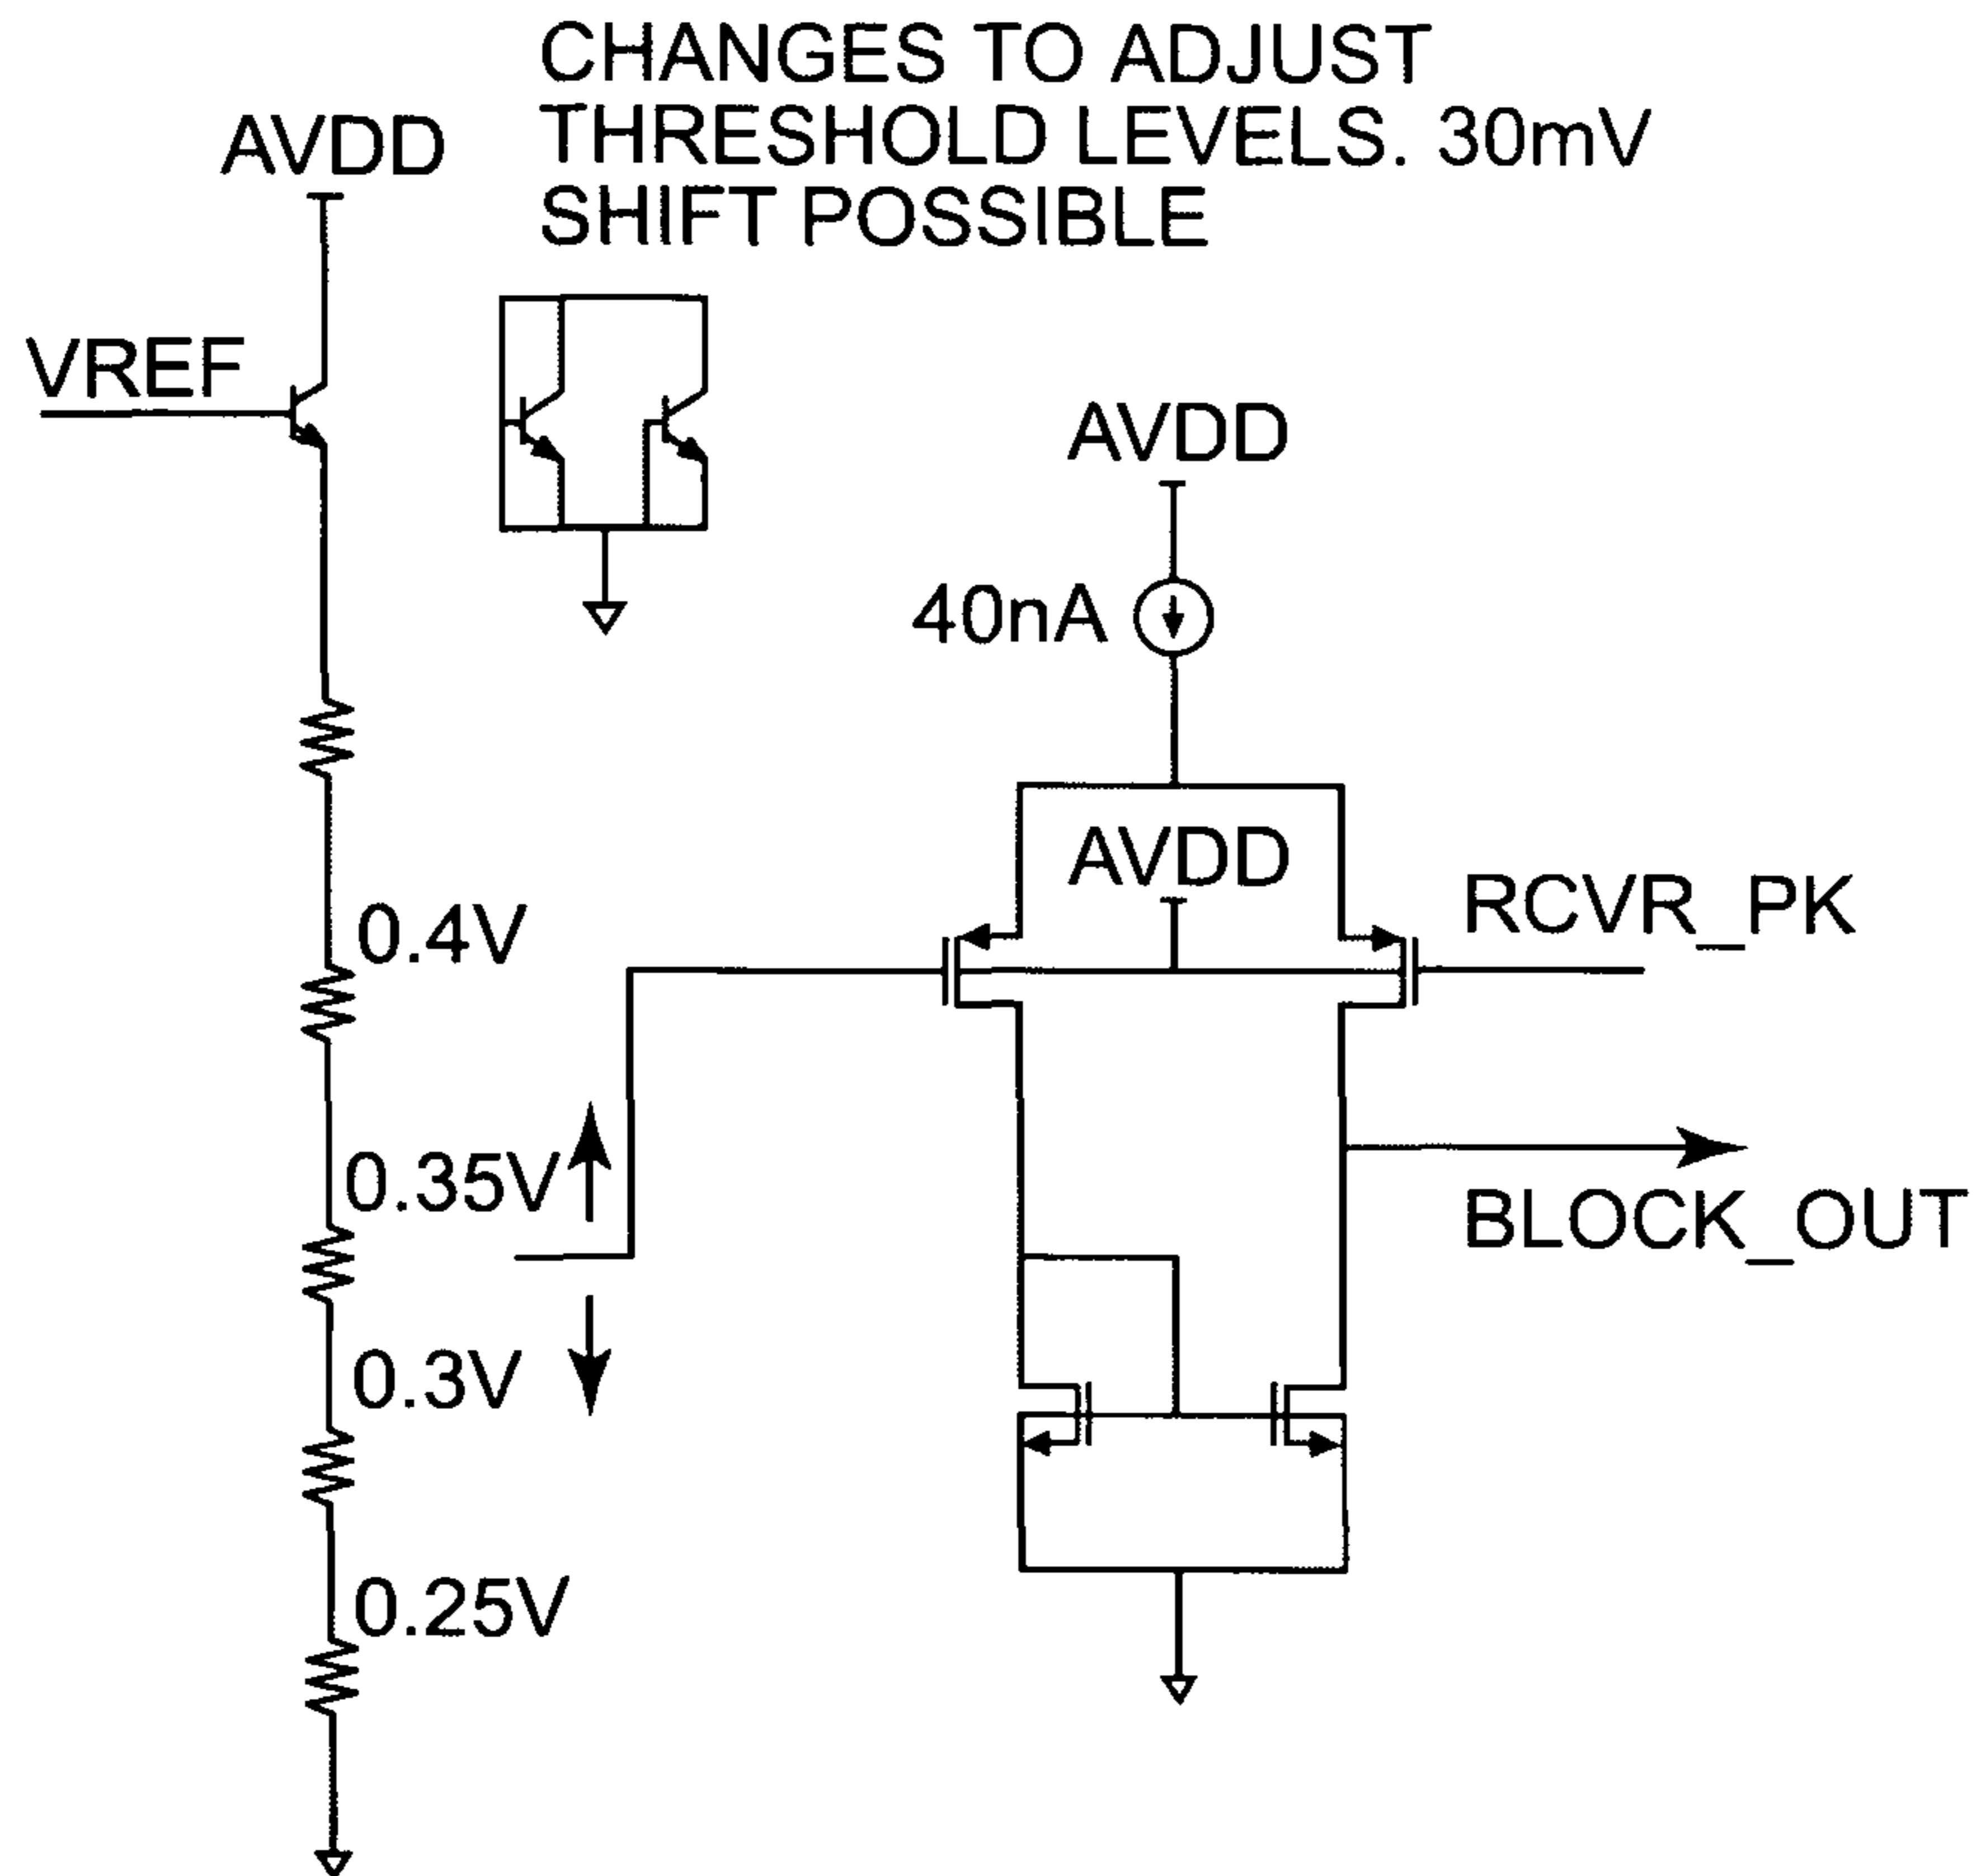 CHANGES TO ADJUST
THRESHOLD LEVELS. 30mV
SHIFT POSSIBLE
AVDD
VREF
AVDD
40nA
AVDD
RCVR_PK
0.4V
0.35V
BLOCK_OUT
0.3V
0.25V